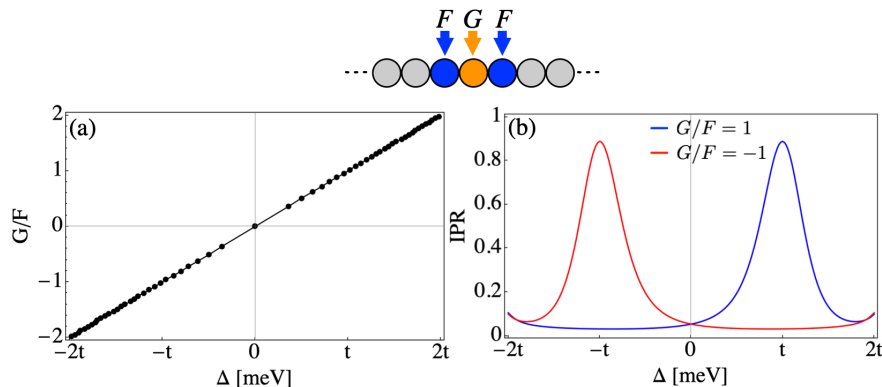 F G F
(a)
G/F
2
1
0
−1
−2
−2t −t 0 t 2t
Δ [meV]
(b)
G/F = 1
G/F = −1
IPR
1
0.8
0.6
0.4
0.2
0
−2t −t 0 t 2t
Δ [meV]